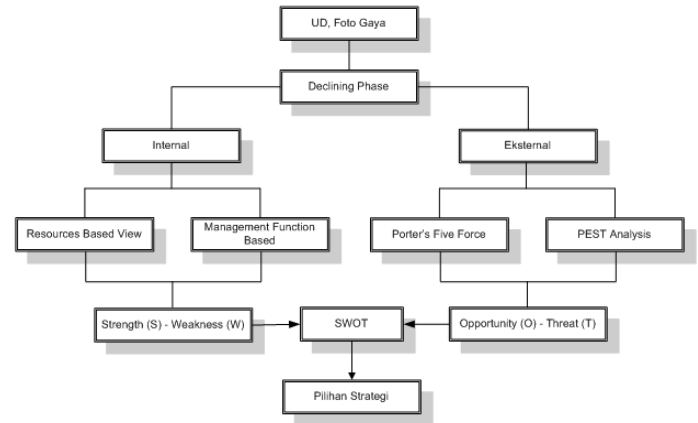 UD, Foto Gaya
Declining Phase
Internal
Eksternal
Resources Based View
Management Function
Based
Porter's Five Force
PEST Analysis
Strength (S) - Weakness (W)
SWOT
Opportunity (O) - Threat (T)
Pilihan Strategi